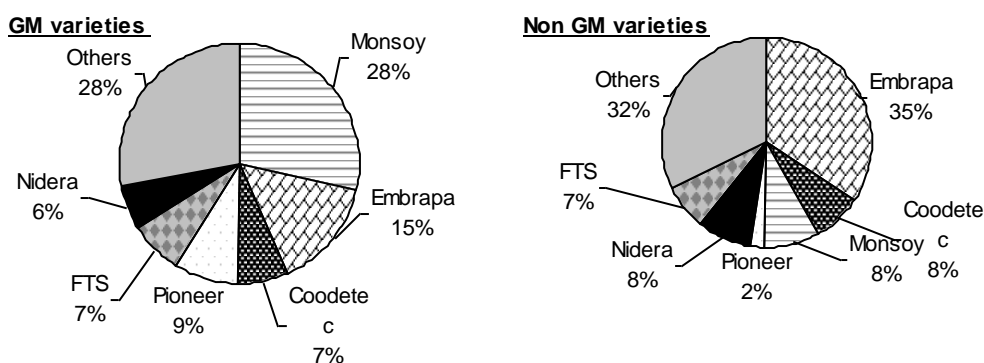 GM varieties
Others
28%
Monsoy
28%
Nidera
6%
Embrapa
15%
FTS
7%
Pioneer
9%
Coodete
c
7%
Non GM varieties
Others
32%
Embrapa
35%
FTS
7%
Coodete
c
8%
Nidera
8%
Pioneer
2%
Monsoy
8%